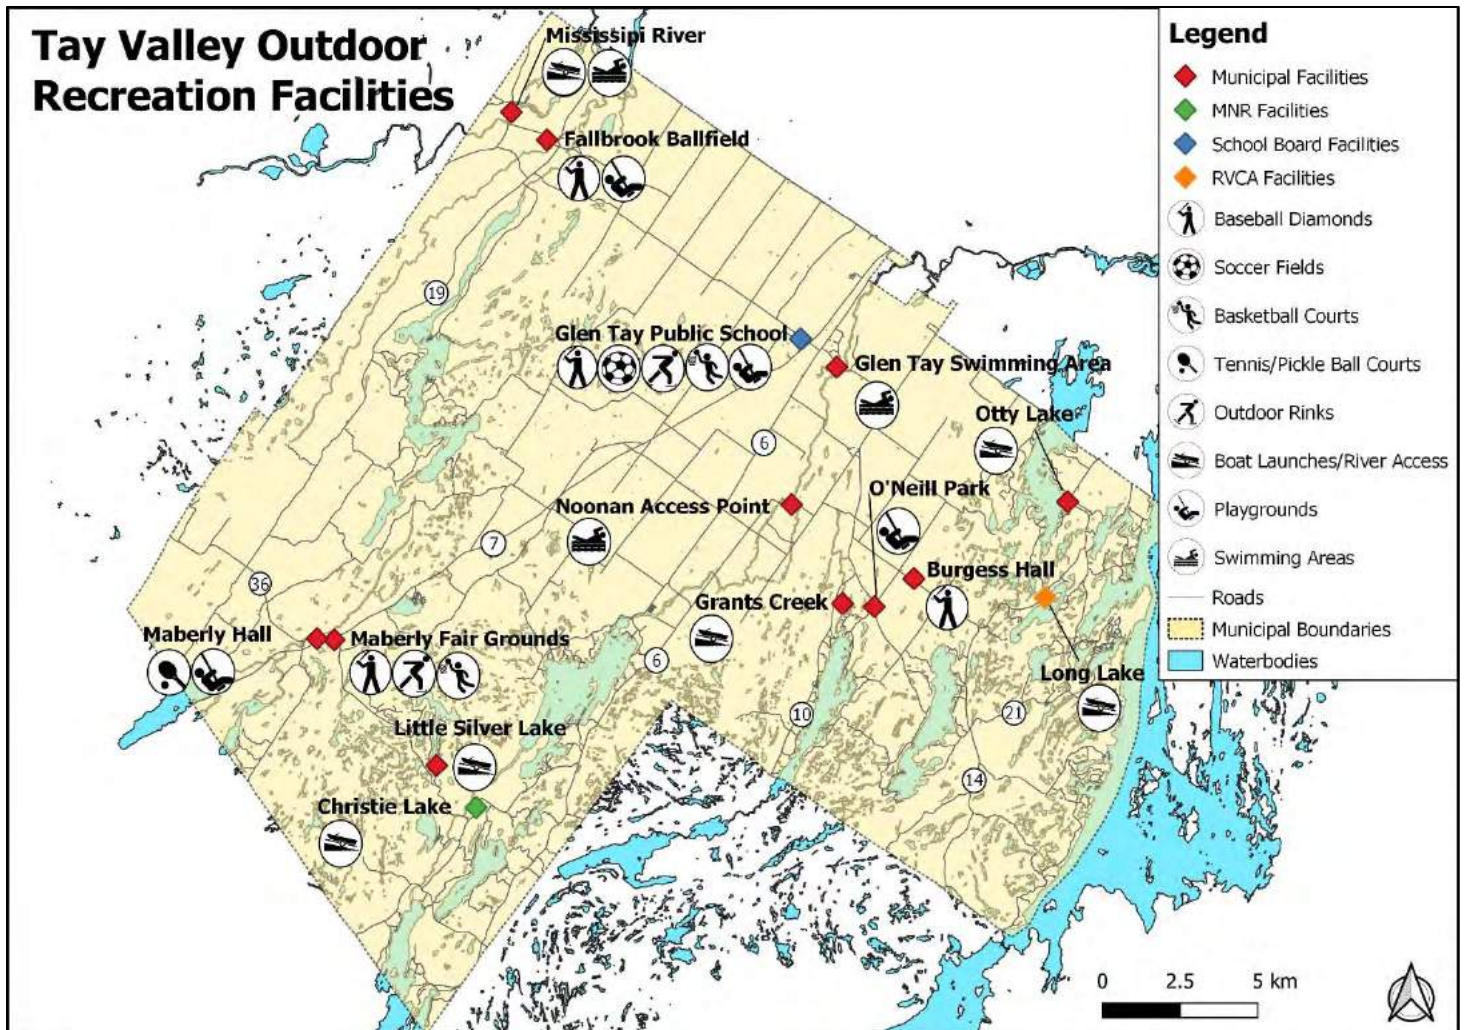 Tay Valley Outdoor
Recreation Facilities
Mississipi River
Fallbrook Ballfield
19
Glen Tay Public School
Glen Tay Swimming Area
Otty Lake
6
O'Neill Park
Noonan Access Point
7
36
Burgess Hall
Grants Creek
Maberly Hall
Maberly Fair Grounds
6
Long Lake
10
21
Little Silver Lake
14
Christie Lake
Legend
Municipal Facilities
MNR Facilities
School Board Facilities
RVCA Facilities
Baseball Diamonds
Soccer Fields
Basketball Courts
Tennis/Pickle Ball Courts
Outdoor Rinks
Boat Launches/River Access
Playgrounds
Swimming Areas
Roads
Municipal Boundaries
Waterbodies
0 2.5 5 km